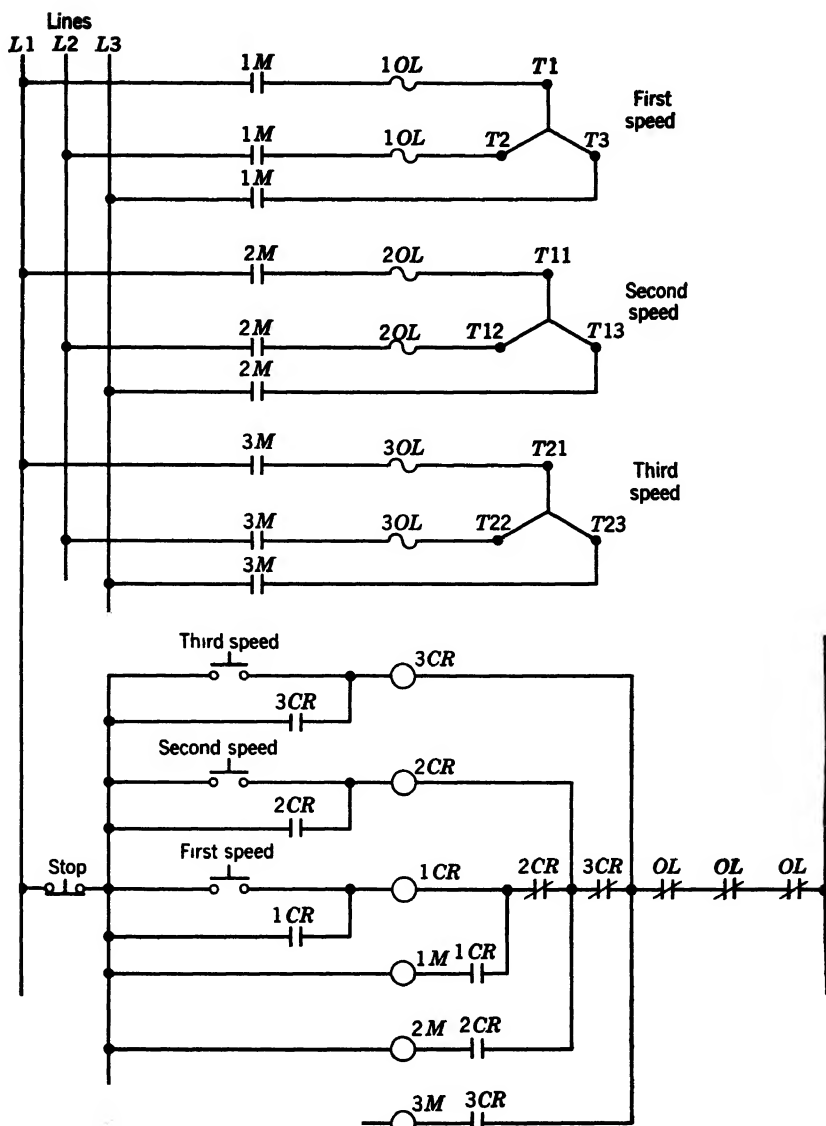 Lines
L1 L2 L3
1M 1OL T1
First
speed
1M 1OL T2 T3
1M
2M 2OL T11
Second
speed
2M 2OL T12 T13
2M
3M 3OL T21
Third
speed
3M 3OL T22 T23
3M
Third speed
3CR
3CR
Second speed
2CR
2CR
Stop
First speed
1CR 2CR 3CR OL OL OL
1CR
1M 1CR
2M 2CR
3M 3CR